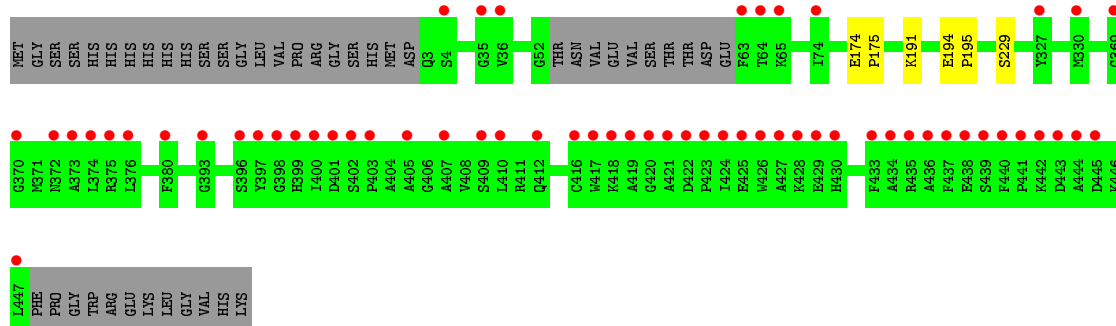 MET GLY SER SER HIS HIS HIS HIS HIS HIS SER SER GLY LEU VAL PRO ARG GLY SER HIS MET ASP Q3 S4 G35 V36 G52 THR ASN VAL GLU VAL SER THR THR ASP GLU F63 T64 K65 I74 E174 P175 K191 E194 P195 S229 Y327 M330 G369
G370 M371 N372 A373 L374 R375 L376 F380 G393 S396 Y397 G398 H399 I400 D401 S402 P403 A404 A405 G406 A407 V408 S409 L410 R411 Q412 C416 W417 K418 A419 G420 A421 D422 P423 I424 E425 W426 A427 K428 E429 H430 F433 A434 R435 A436 F437 E438 S439 F440 P441 K442 D443 A444 D445 K446
L447 PHE PRO GLY TRP ARG GLU LYS LEU GLY VAL HIS LYS